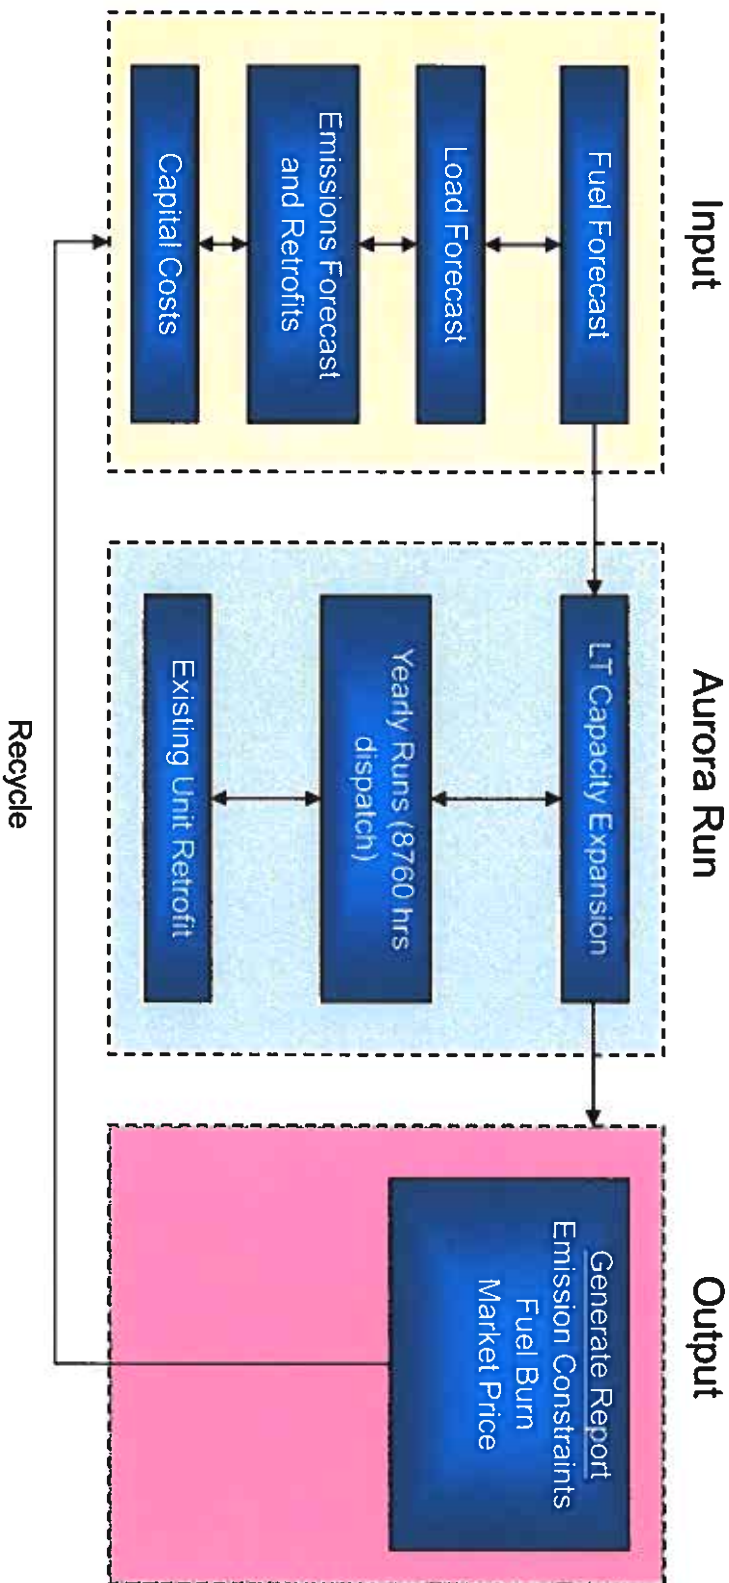 Input
Fuel Forecast
Load Forecast
Emissions Forecast
and Retrofits
Capital Costs
Aurora Run
LT Capacity Expansion
Yearly Runs (8760 hrs
dispatch)
Existing Unit Retrofit
Output
Generate Report
Emission Constraints
Fuel Burn
Market Price
Recycle